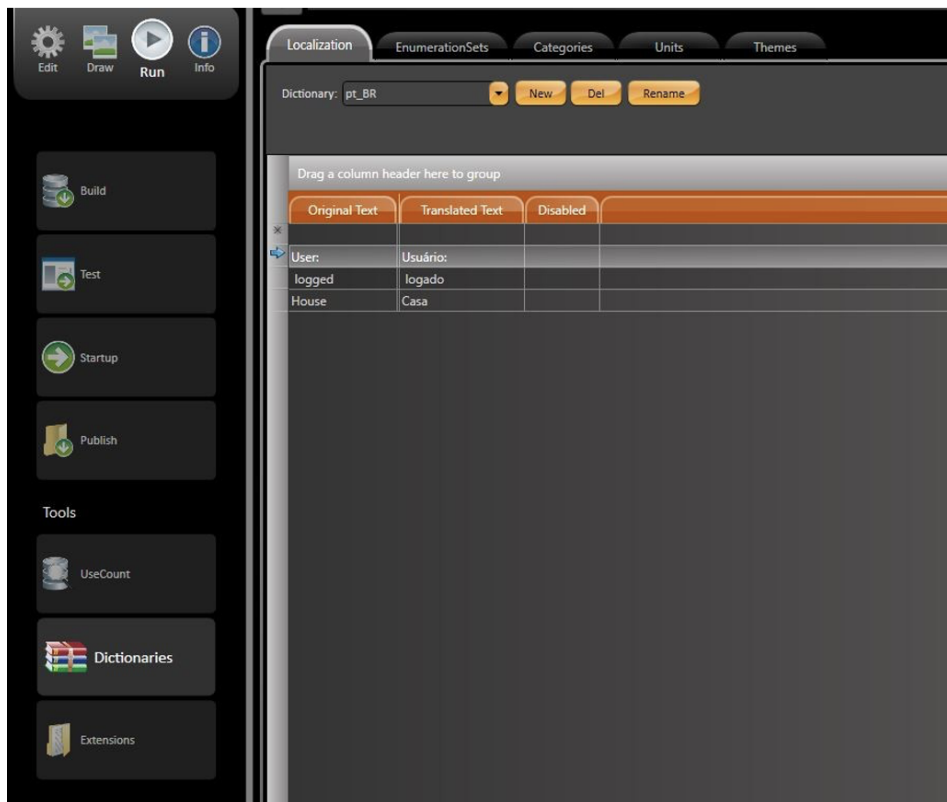 Edit Draw Run Info
Localization EnumerationSets Categories Units Themes
Dictionary: pt_BR New Del Rename
Drag a column header here to group
Original Text Translated Text Disabled
User: Usuário:
logged logado
House Casa
Build
Test
Startup
Publish
Tools
UseCount
Dictionaries
Extensions